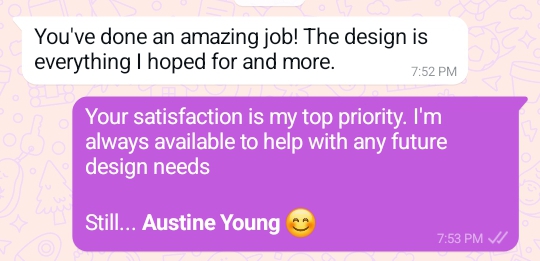 You've done an amazing job! The design is
everything I hoped for and more.
7:52 PM
Your satisfaction is my top priority. I'm
always available to help with any future
design needs
Still... Austine Young 😊
7:53 PM